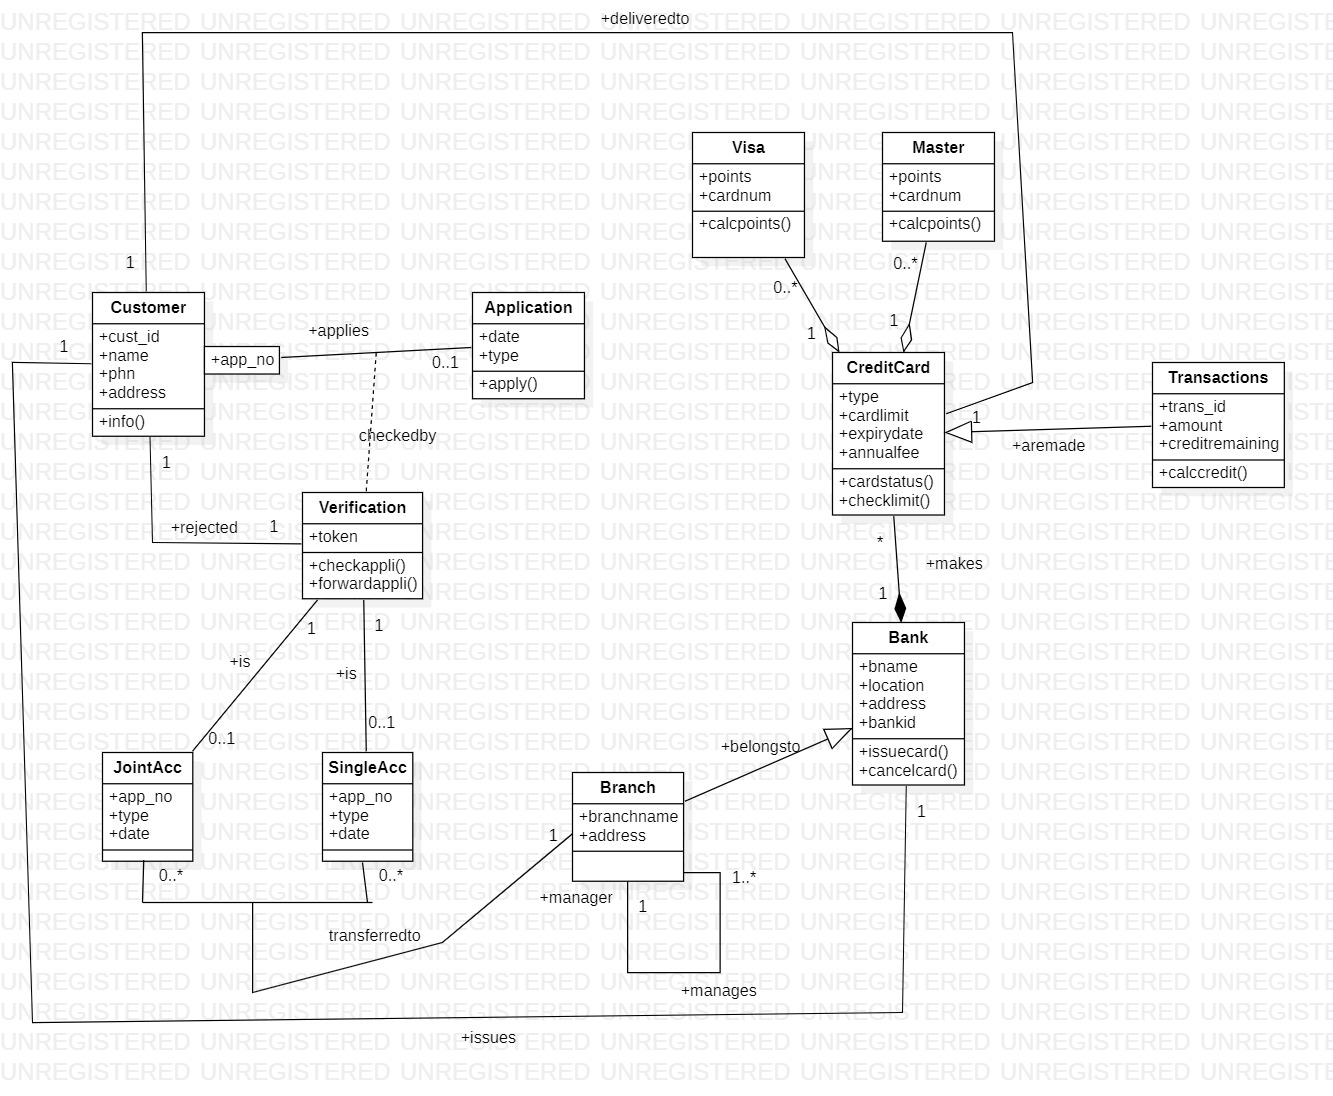 +deliveredto
Visa
+points
+cardnum
+calcpoints()
Master
+points
+cardnum
+calcpoints()
1
0..*
0..*
1
1
Customer
+cust_id
+name
+phn
+address
+info()
1
+app_no
+applies
0..1
Application
+date
+type
+apply()
checkedby
CreditCard
+type
+cardlimit
+expirydate
+annualfee
+cardstatus()
+checklimit()
1
+aremade
Transactions
+trans_id
+amount
+creditremaining
+calccredit()
1
+rejected
1
Verification
+token
+checkappli()
+forwardappli()
*
+makes
1
1
1
+is
+is
0..1
0..1
Bank
+bname
+location
+address
+bankid
+issuecard()
+cancelcard()
+belongsto
JointAcc
+app_no
+type
+date
SingleAcc
+app_no
+type
+date
Branch
+branchname
+address
1
1
0..*
0..*
1..*
+manager
1
transferredto
+manages
+issues
UNREGISTERED